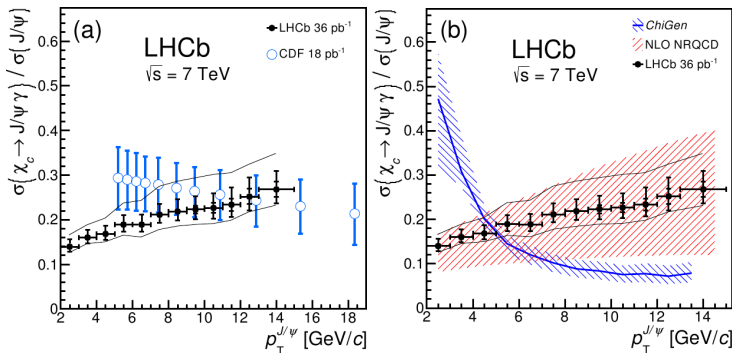 (a)
LHCb
√s = 7 TeV
LHCb 36 pb⁻¹
CDF 18 pb⁻¹
σ(χc → J/ψ γ) / σ(J/ψ)
0.6
0.5
0.4
0.3
0.2
0.1
0
2 4 6 8 10 12 14 16 18
p_T^{J/ψ} [GeV/c]
(b)
LHCb
√s = 7 TeV
ChiGen
NLO NRQCD
LHCb 36 pb⁻¹
σ(χc → J/ψ γ) / σ(J/ψ)
0.6
0.5
0.4
0.3
0.2
0.1
0
2 4 6 8 10 12 14
p_T^{J/ψ} [GeV/c]